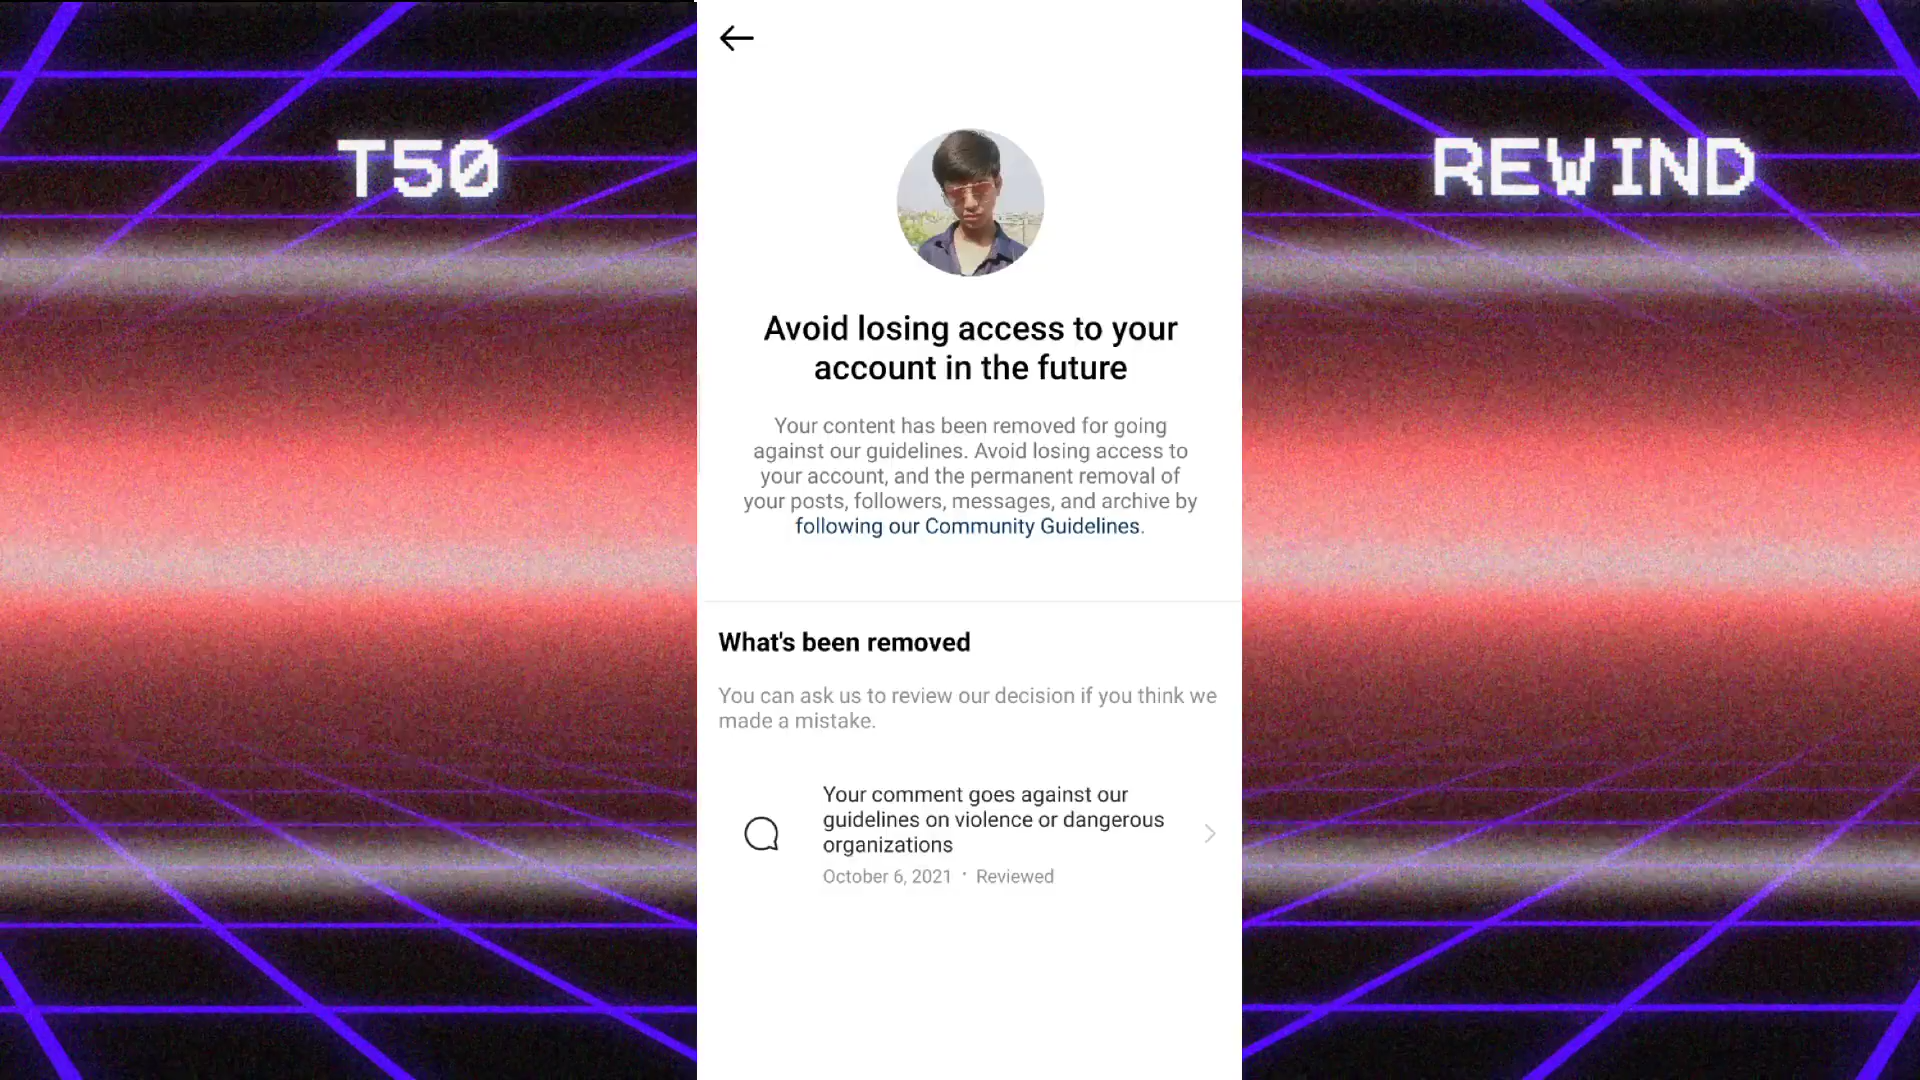 T50
REWIND
Avoid losing access to your
account in the future
Your content has been removed for going
against our guidelines. Avoid losing access to
your account, and the permanent removal of
your posts, followers, messages, and archive by
following our Community Guidelines.
What's been removed
You can ask us to review our decision if you think we
made a mistake.
Your comment goes against our
guidelines on violence or dangerous
organizations
October 6, 2021 · Reviewed